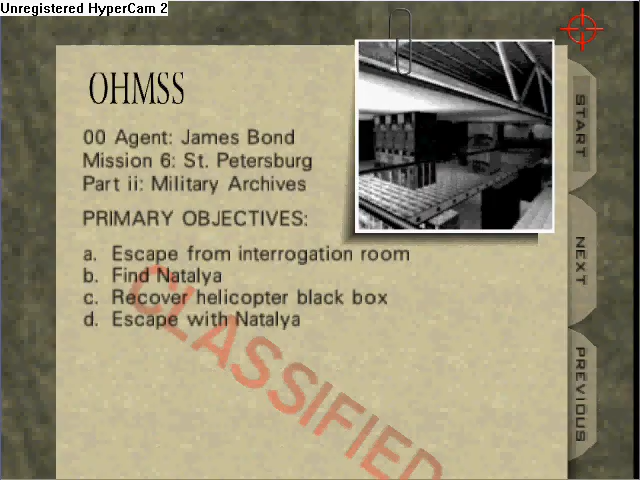 Unregistered HyperCam 2
OHMSS
00 Agent: James Bond
Mission 6: St. Petersburg
Part ii: Military Archives
PRIMARY OBJECTIVES:
a. Escape from interrogation room
b. Find Natalya
c. Recover helicopter black box
d. Escape with Natalya
CLASSIFIED
START
NEXT
PREVIOUS